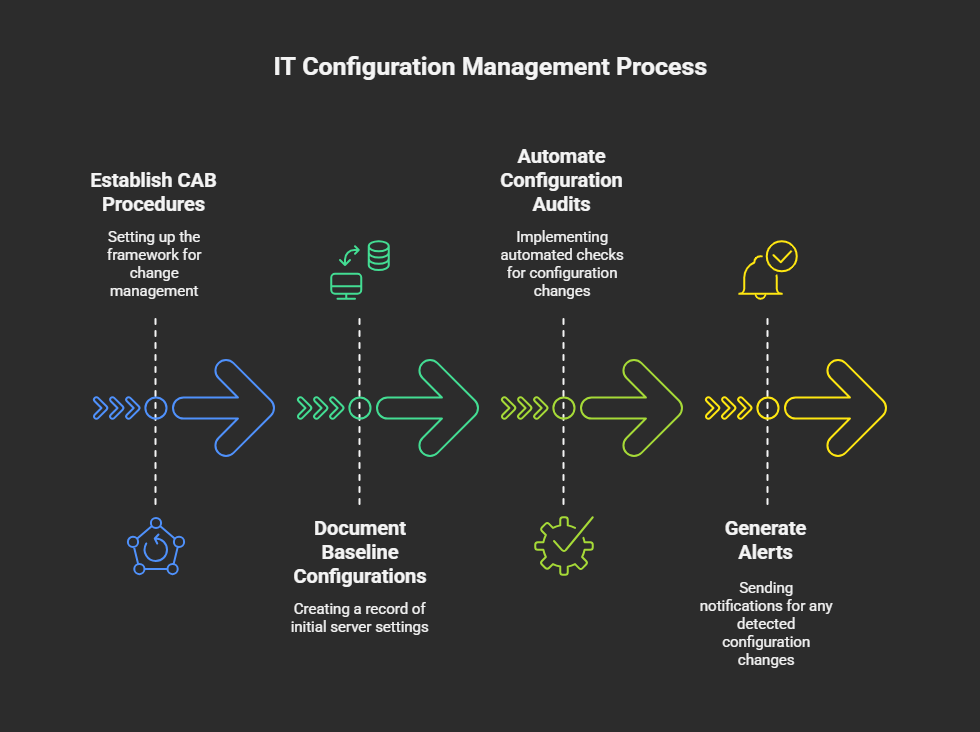 IT Configuration Management Process
Establish CAB
Procedures
Setting up the
framework for
change
management
Document
Baseline
Configurations
Creating a record of
initial server settings
Automate
Configuration
Audits
Implementing
automated checks
for configuration
changes
Generate
Alerts
Sending
notifications for any
detected
configuration
changes